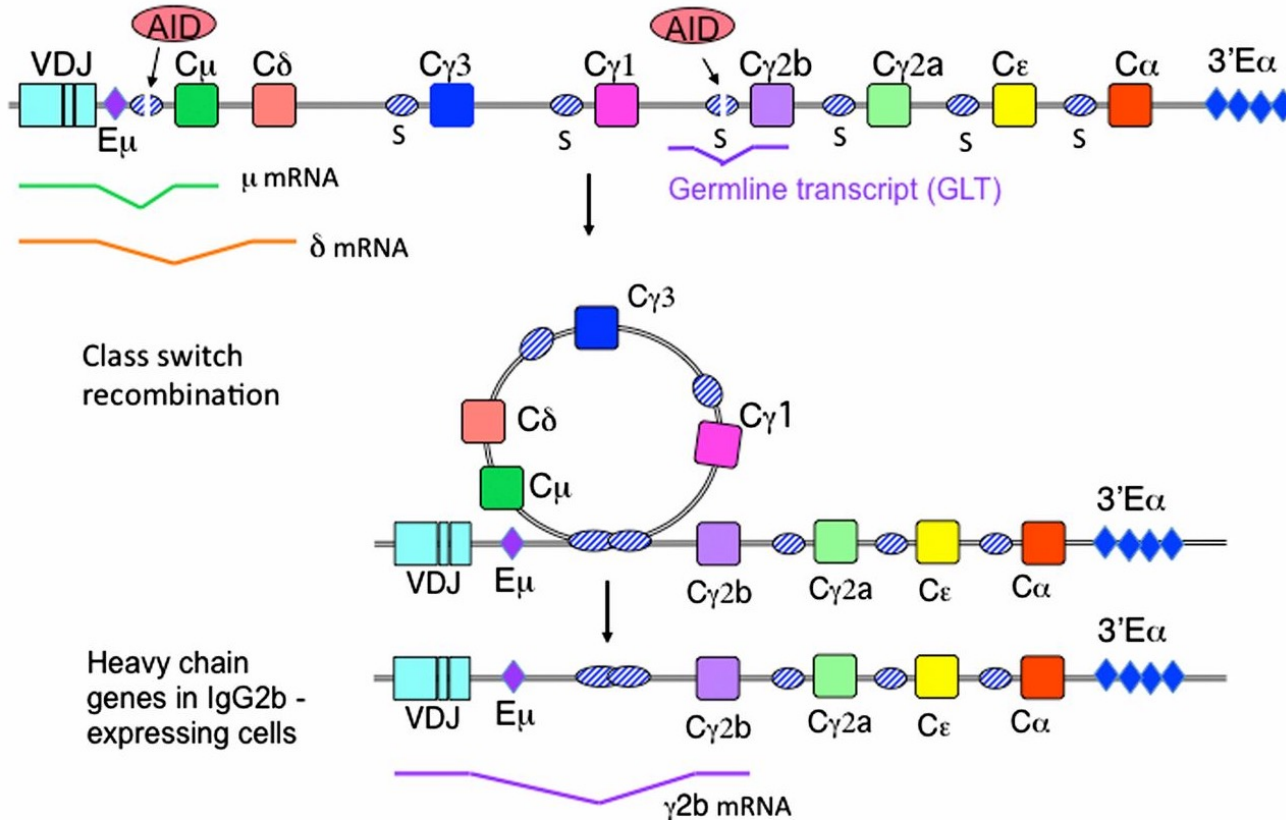 AID
AID
VDJ
Cμ
Cδ
Cγ3
Cγ1
Cγ2b
Cγ2a
Cε
Cα
3'Eα
Eμ
S
S
S
S
S
S
μ mRNA
Germline transcript (GLT)
δ mRNA
Cγ3
Class switch
recombination
Cδ
Cγ1
Cμ
3'Eα
VDJ
Eμ
Cγ2b
Cγ2a
Cε
Cα
Heavy chain
genes in IgG2b -
expressing cells
3'Eα
VDJ
Eμ
Cγ2b
Cγ2a
Cε
Cα
γ2b mRNA